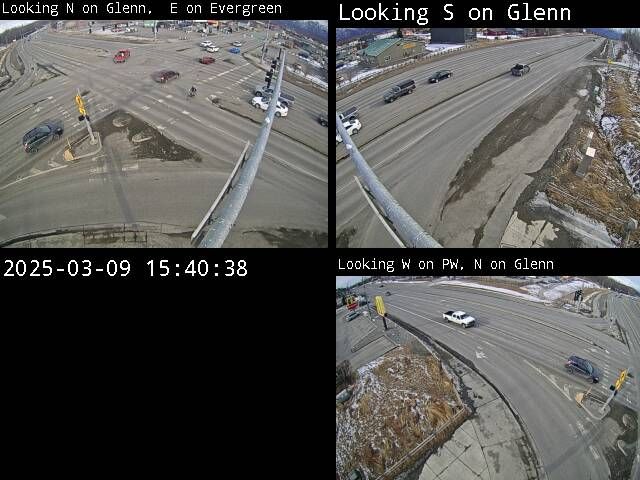 Looking N on Glenn,  E on Evergreen
Looking S on Glenn
2025-03-09 15:40:38
Looking W on PW, N on Glenn